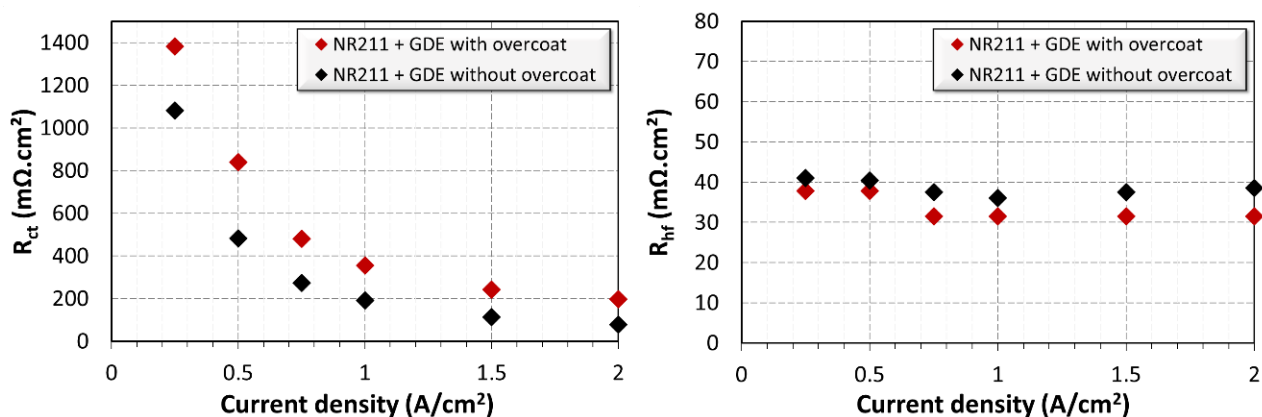 1400
1200
1000
800
600
400
200
0
R_ct (mΩ.cm²)
NR211 + GDE with overcoat
NR211 + GDE without overcoat
0 0.5 1 1.5 2
Current density (A/cm²)
80
70
60
50
40
30
20
10
0
R_hf (mΩ.cm²)
NR211 + GDE with overcoat
NR211 + GDE without overcoat
0 0.5 1 1.5 2
Current density (A/cm²)